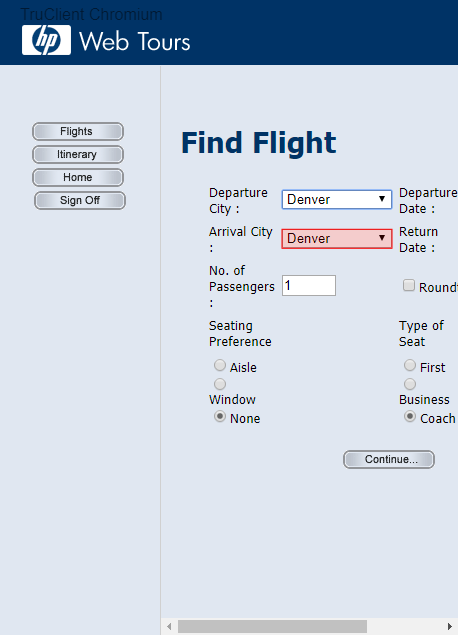 TruClient Chromium
hp Web Tours
Flights
Itinerary
Home
Sign Off
Find Flight
Departure City : Denver Departure Date :
Arrival City : Denver Return Date :
No. of Passengers : 1 Round
Seating Preference Type of Seat
Aisle First
Window Business
None Coach
Continue...